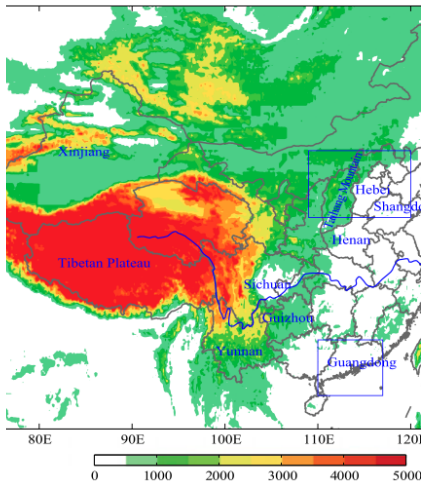 Xinjiang
Taihang Mountain
Hebei
Shangdo
Henan
Tibetan Plateau
Sichuan
Guizhou
Yunnan
Guangdong
80E 90E 100E 110E 120E
0 1000 2000 3000 4000 5000